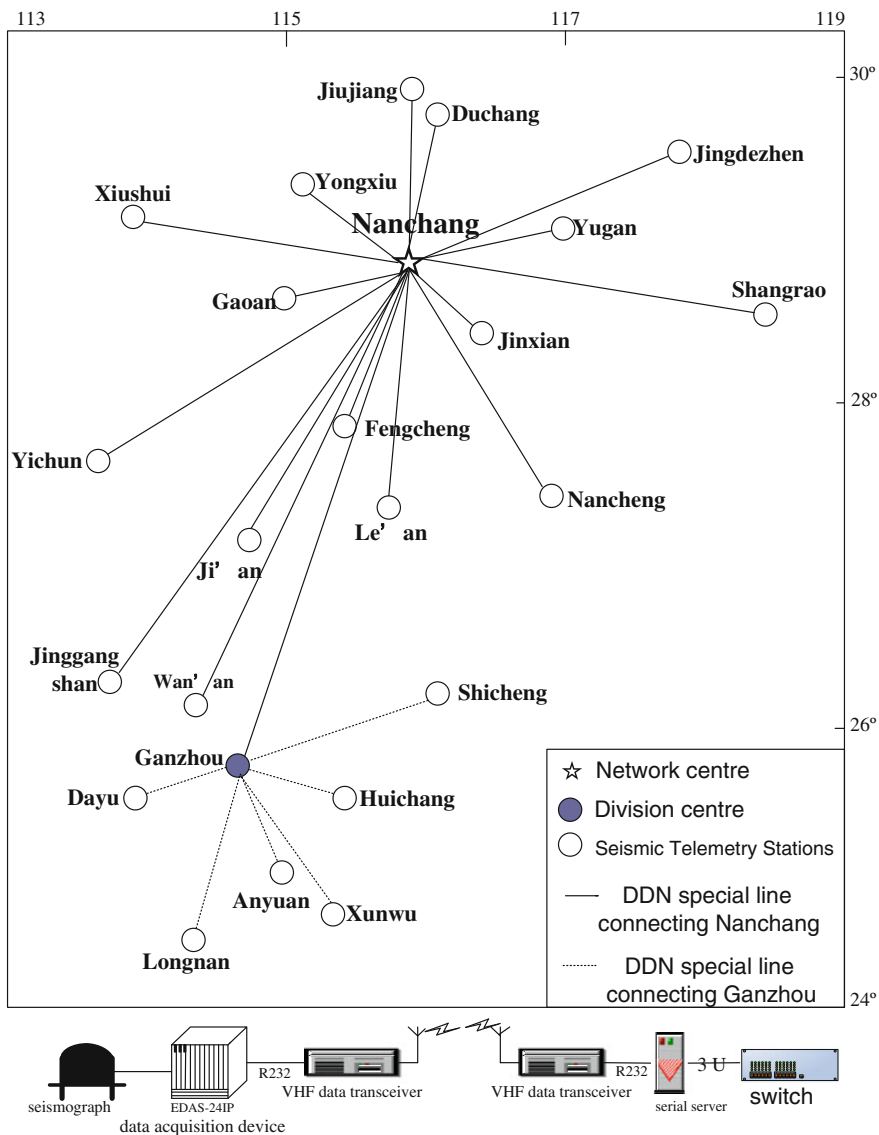 113 115 117 119
30º
Jiujiang
Duchang
Jingdezhen
Yongxiu
Xiushui
Nanchang
Yugan
Shangrao
Gaoan
Jinxian
28º
Fengcheng
Yichun
Nancheng
Le’ an
Ji’ an
Jinggang
shan
Wan’ an
Shicheng
26º
Ganzhou
Dayu
Huichang
Anyuan
Xunwu
Longnan
Network centre
Division centre
Seismic Telemetry Stations
DDN special line
connecting Nanchang
DDN special line
connecting Ganzhou
24º
seismograph
EDAS-24IP
data acquisition device
R232
VHF data transceiver
VHF data transceiver
R232
serial server
3 U
switch